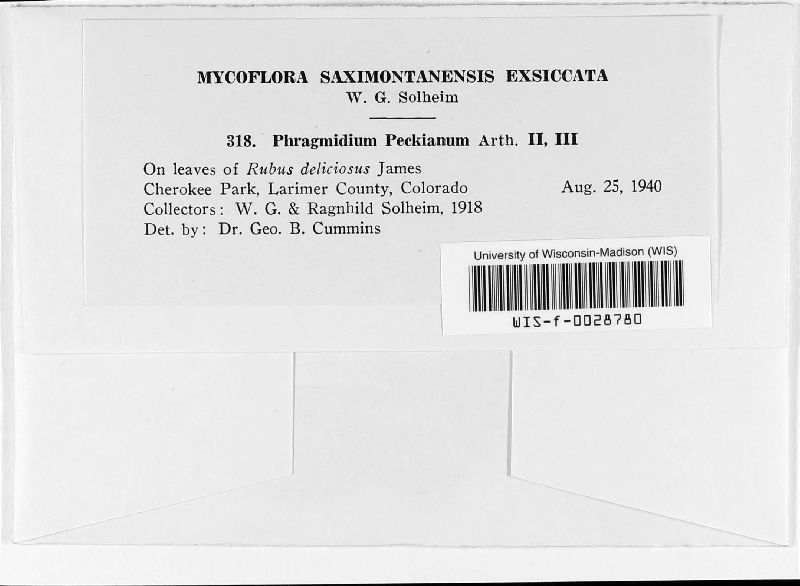 MYCOFLORA SAXIMONTANENSIS EXSICCATA
W. G. Solheim
318. Phragmidium Peckianum Arth. II, III
On leaves of Rubus deliciosus James
Cherokee Park, Larimer County, Colorado Aug. 25, 1940
Collectors: W. G. & Ragnhild Solheim, 1918
Det. by: Dr. Geo. B. Cummins
University of Wisconsin-Madison (WIS)
WIS-f-0028780